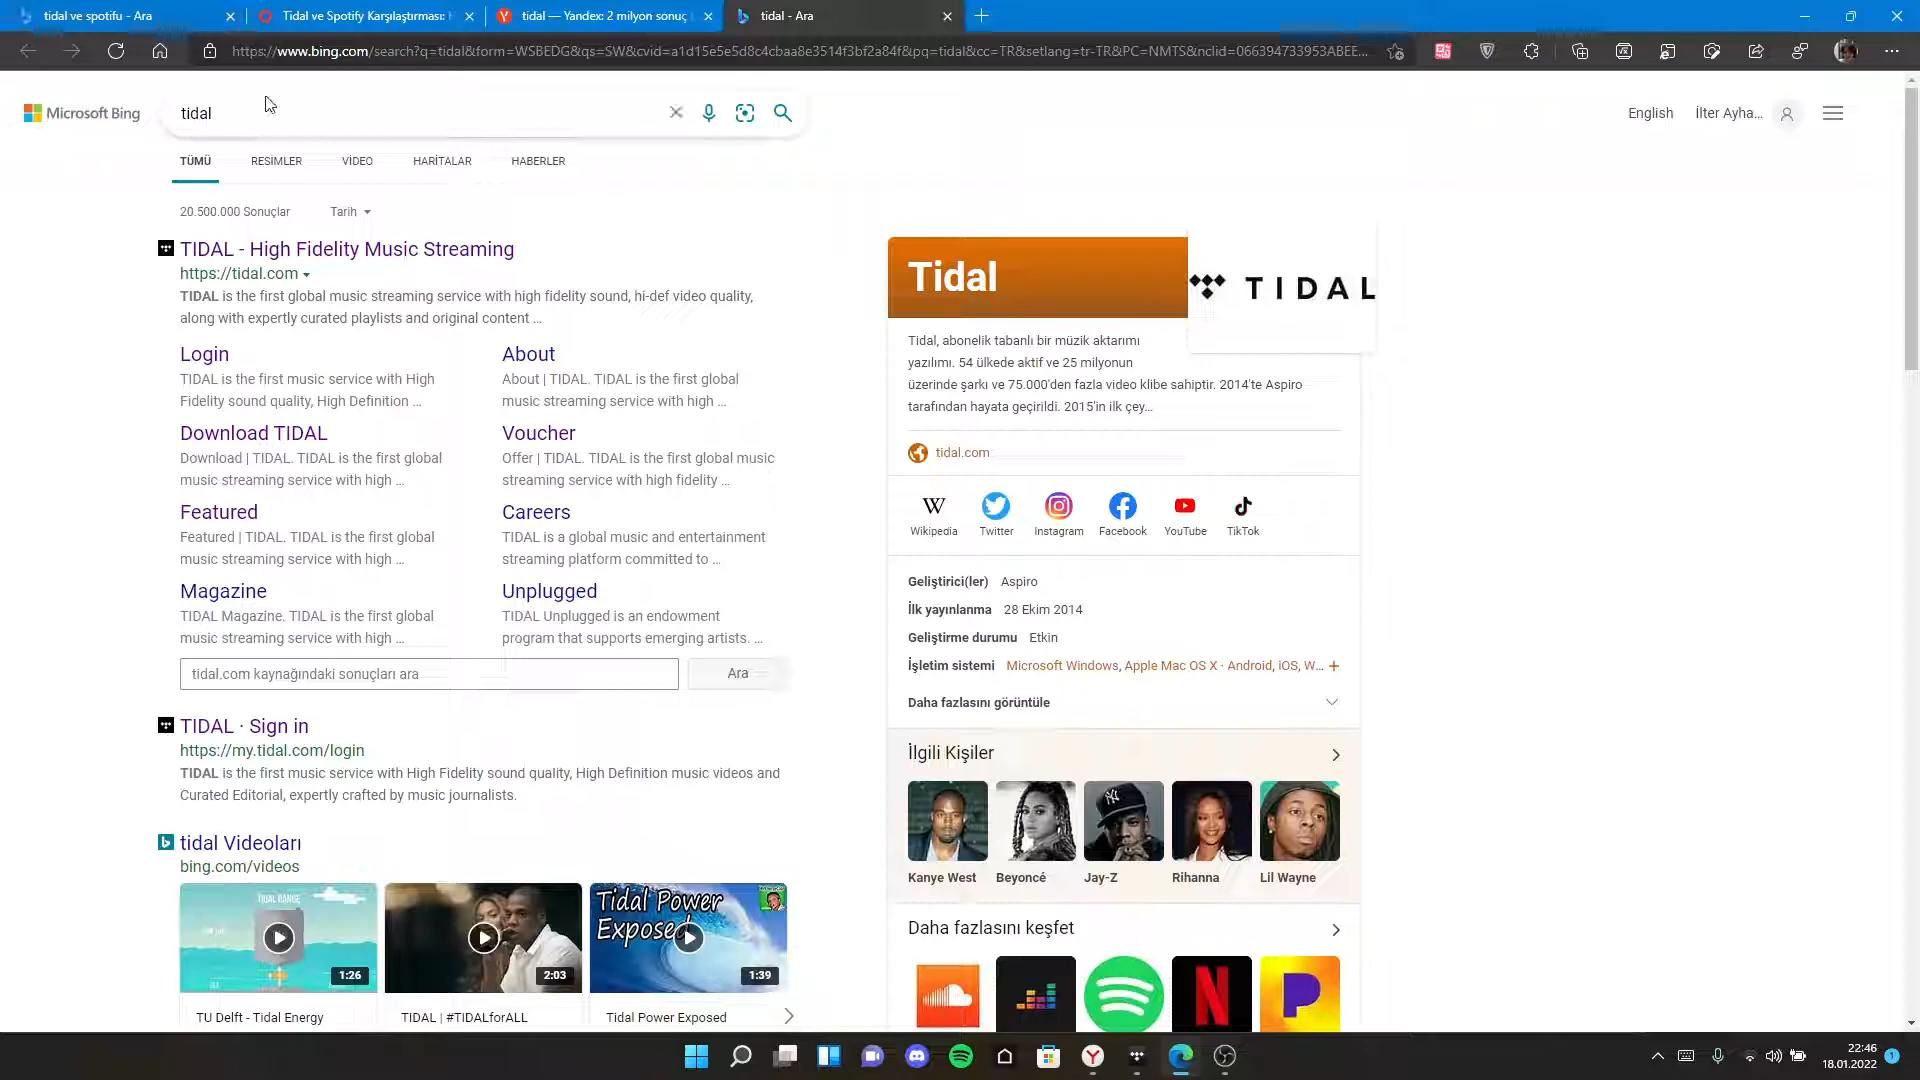 tidal ve spotifu - Ara
Tidal ve Spotify Karşılaştırması: H
tidal — Yandex: 2 milyon sonuç
tidal - Ara
https://www.bing.com/search?q=tidal&form=WSBEDG&qs=SW&cvid=a1d15e5e5d8c4cbaa8e3514f3bf2a84f&pq=tidal&cc=TR&setlang=tr-TR&PC=NMTS&nclid=066394733953ABEE...
Microsoft Bing
tidal
English
İlter Ayha...
TÜMÜ
RESIMLER
VİDEO
HARİTALAR
HABERLER
20.500.000 Sonuçlar
Tarih
TIDAL - High Fidelity Music Streaming
https://tidal.com
TIDAL is the first global music streaming service with high fidelity sound, hi-def video quality,
along with expertly curated playlists and original content ...
Login
TIDAL is the first music service with High
Fidelity sound quality, High Definition ...
About
About | TIDAL. TIDAL is the first global
music streaming service with high ...
Download TIDAL
Download | TIDAL. TIDAL is the first global
music streaming service with high ...
Voucher
Offer | TIDAL. TIDAL is the first global music
streaming service with high fidelity ...
Featured
Featured | TIDAL. TIDAL is the first global
music streaming service with high ...
Careers
TIDAL is a global music and entertainment
streaming platform committed to ...
Magazine
TIDAL Magazine. TIDAL is the first global
music streaming service with high ...
Unplugged
TIDAL Unplugged is an endowment
program that supports emerging artists. ...
tidal.com kaynağındaki sonuçları ara
Ara
TIDAL · Sign in
https://my.tidal.com/login
TIDAL is the first music service with High Fidelity sound quality, High Definition music videos and
Curated Editorial, expertly crafted by music journalists.
tidal Videoları
bing.com/videos
TIDAL RANGE
1:26
2:03
Tidal Power
Exposed
1:39
TU Delft - Tidal Energy
TIDAL | #TIDALforALL
Tidal Power Exposed
Tidal
TIDAL
Tidal, abonelik tabanlı bir müzik aktarımı
yazılımı. 54 ülkede aktif ve 25 milyonun
üzerinde şarkı ve 75.000'den fazla video klibe sahiptir. 2014'te Aspiro
tarafından hayata geçirildi. 2015'in ilk çey...
tidal.com
Wikipedia
Twitter
Instagram
Facebook
YouTube
TikTok
Geliştirici(ler) Aspiro
İlk yayınlanma 28 Ekim 2014
Geliştirme durumu Etkin
İşletim sistemi Microsoft Windows, Apple Mac OS X · Android, iOS, W...
Daha fazlasını görüntüle
İlgili Kişiler
Kanye West
Beyoncé
Jay-Z
Rihanna
Lil Wayne
Daha fazlasını keşfet
22:46
18.01.2022
1